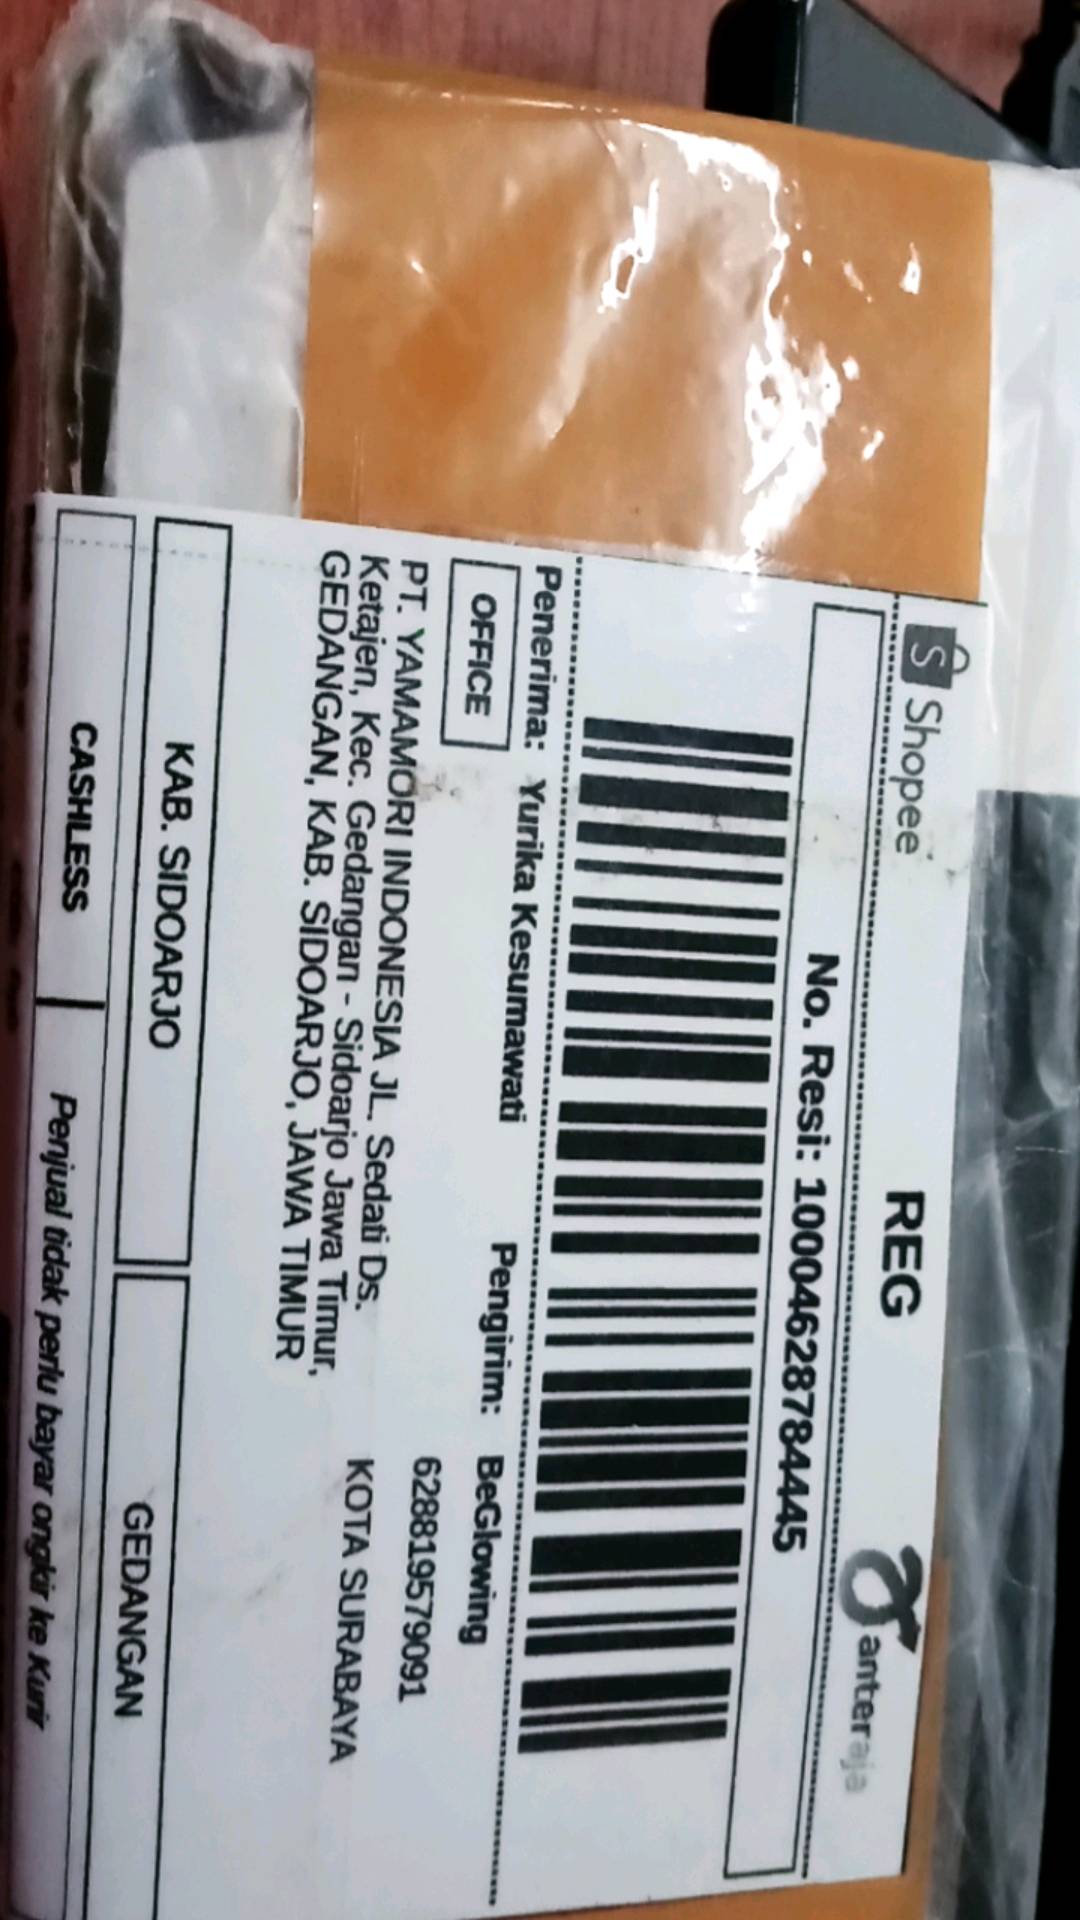 Shopee
REG
anteraja
No. Resi: 10004628784445
Penerima: Yurika Kesumawati
Pengirim: BeGlowing
OFFICE
628819579091
PT. YAMAMORI INDONESIA JL. Sedati Ds.
Ketajen, Kec. Gedangan - Sidoarjo Jawa Timur,
GEDANGAN, KAB. SIDOARJO, JAWA TIMUR
KOTA SURABAYA
KAB. SIDOARJO
GEDANGAN
CASHLESS
Penjual tidak perlu bayar ongkir ke Kurir